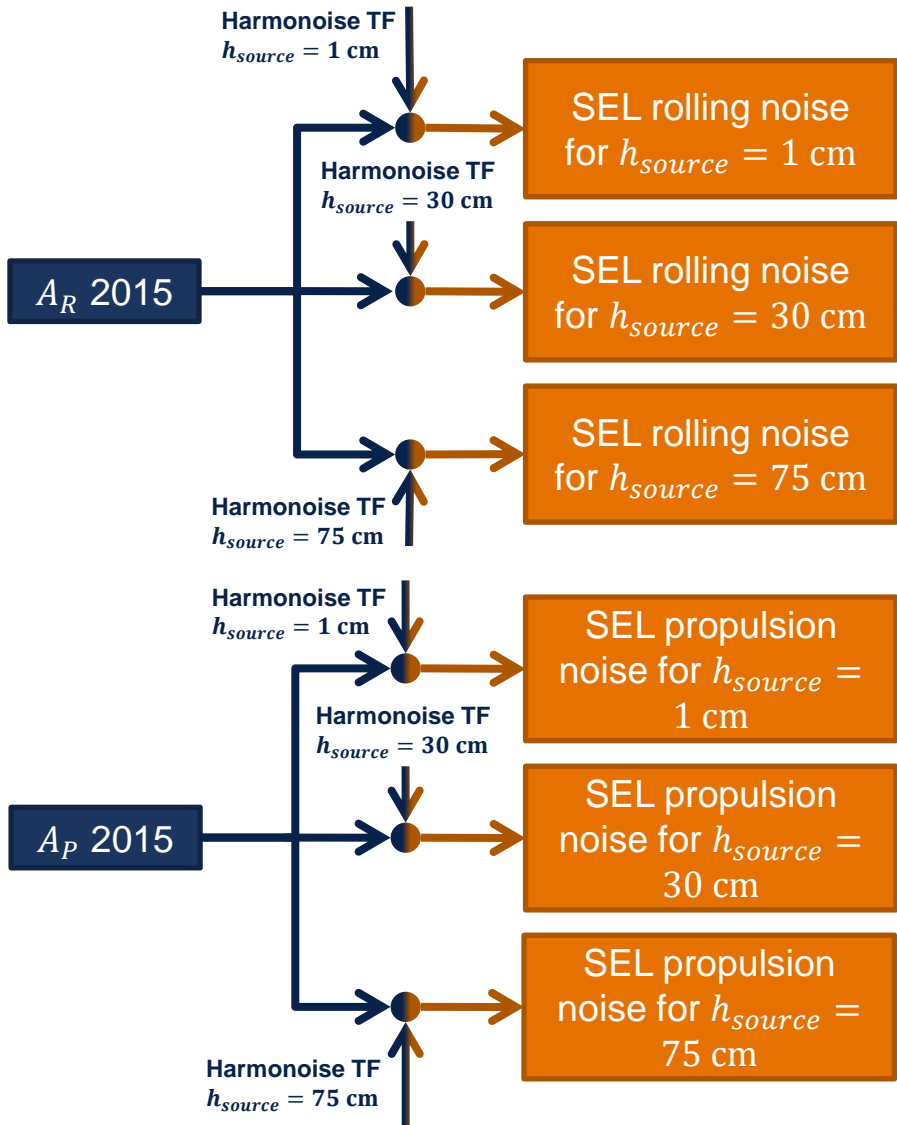 Harmonoise TF
h_source = 1 cm
SEL rolling noise
for h_source = 1 cm
Harmonoise TF
h_source = 30 cm
A_R 2015
SEL rolling noise
for h_source = 30 cm
SEL rolling noise
for h_source = 75 cm
Harmonoise TF
h_source = 75 cm
Harmonoise TF
h_source = 1 cm
SEL propulsion
noise for h_source =
1 cm
Harmonoise TF
h_source = 30 cm
A_P 2015
SEL propulsion
noise for h_source =
30 cm
SEL propulsion
noise for h_source =
75 cm
Harmonoise TF
h_source = 75 cm